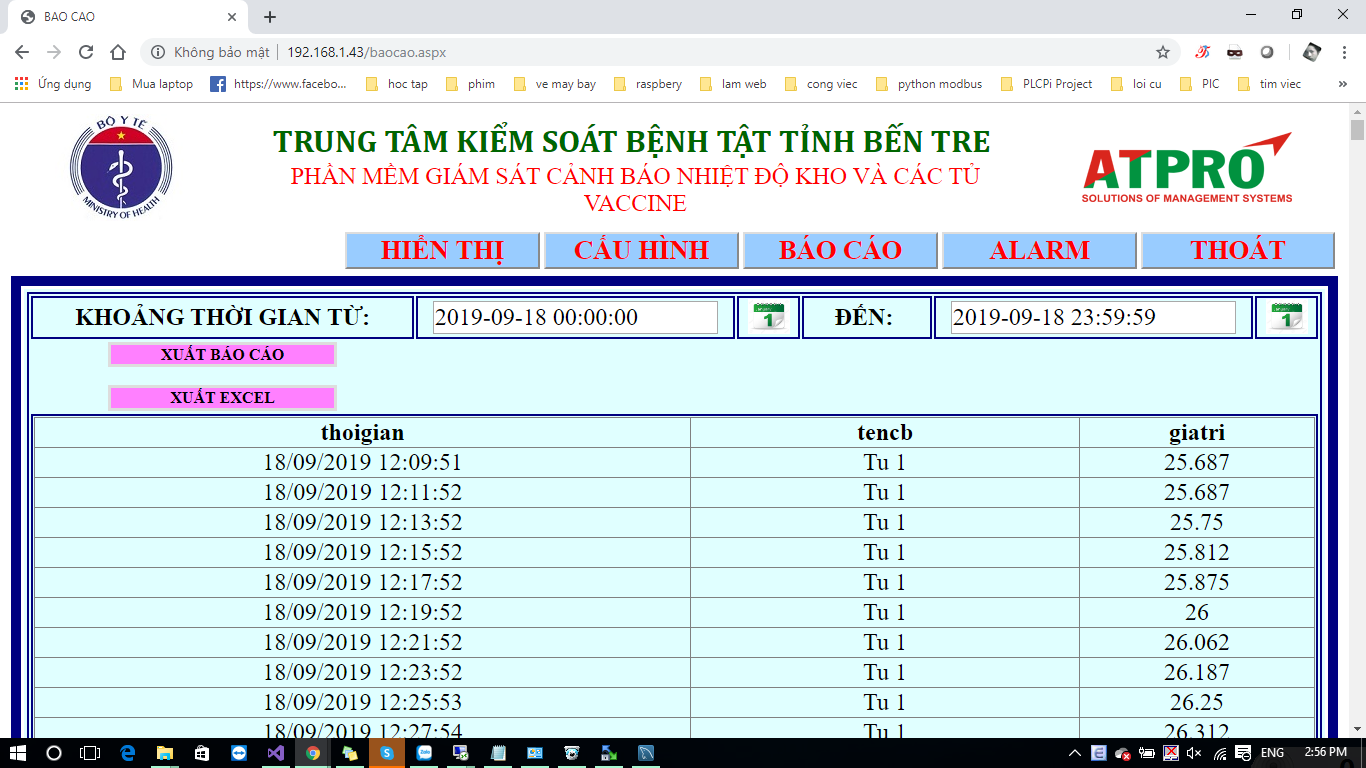 BAO CAO
Không bảo mật | 192.168.1.43/baocao.aspx
Ứng dụng Mua laptop https://www.facebo... hoc tap phim ve may bay raspbery lam web cong viec python modbus PLCPi Project loi cu PIC tim viec »
BỘ Y TẾ
MINISTRY OF HEALTH
TRUNG TÂM KIỂM SOÁT BỆNH TẬT TỈNH BẾN TRE
PHẦN MỀM GIÁM SÁT CẢNH BÁO NHIỆT ĐỘ KHO VÀ CÁC TỦ
VACCINE
ATPRO
SOLUTIONS OF MANAGEMENT SYSTEMS
HIỂN THỊ CẤU HÌNH BÁO CÁO ALARM THOÁT
KHOẢNG THỜI GIAN TỪ: 2019-09-18 00:00:00 1 ĐẾN: 2019-09-18 23:59:59 1
XUẤT BÁO CÁO
XUẤT EXCEL
thoigian tencb giatri
18/09/2019 12:09:51 Tu 1 25.687
18/09/2019 12:11:52 Tu 1 25.687
18/09/2019 12:13:52 Tu 1 25.75
18/09/2019 12:15:52 Tu 1 25.812
18/09/2019 12:17:52 Tu 1 25.875
18/09/2019 12:19:52 Tu 1 26
18/09/2019 12:21:52 Tu 1 26.062
18/09/2019 12:23:52 Tu 1 26.187
18/09/2019 12:25:53 Tu 1 26.25
18/09/2019 12:27:54 Tu 1 26.312
ENG 2:56 PM